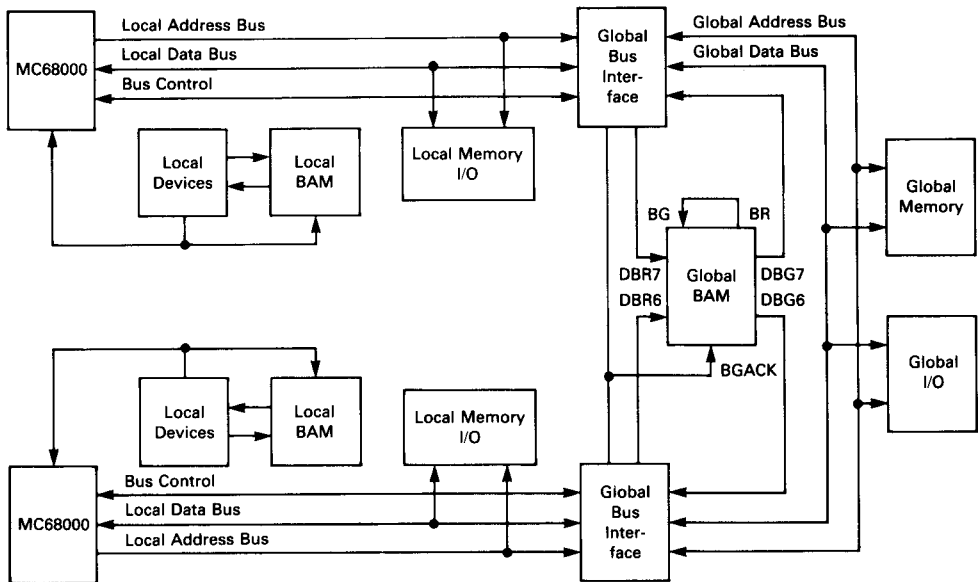 Local Address Bus
Local Data Bus
Bus Control
MC68000
Global
Bus
Inter-
face
Global Address Bus
Global Data Bus
Local
Devices
Local
BAM
Local Memory
I/O
Global
Memory
BG
BR
DBR7
DBR6
Global
BAM
DBG7
DBG6
BGACK
Global
I/O
Local
Devices
Local
BAM
Local Memory
I/O
MC68000
Bus Control
Local Data Bus
Local Address Bus
Global
Bus
Inter-
face